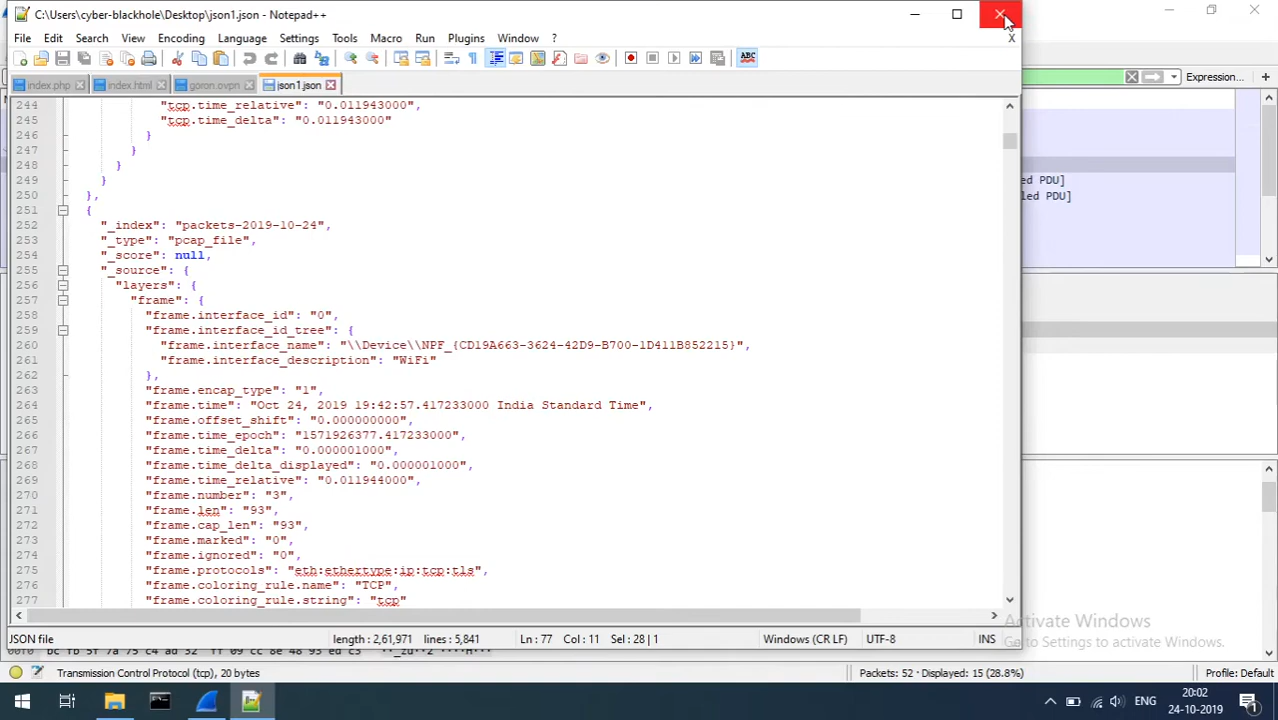 C:\Users\cyber-blackhole\Desktop\json1.json - Notepad++
File Edit Search View Encoding Language Settings Tools Macro Run Plugins Window ? X
index.php index.html goron.ovpn json1.json
Expression... +
244 "tcp.time_relative": "0.011943000",
245 "tcp.time_delta": "0.011943000"
246 }
247 }
248 }
249 }
250 },
251 {
252 "_index": "packets-2019-10-24",
253 "_type": "pcap_file",
254 "_score": null,
255 "_source": {
256 "layers": {
257 "frame": {
258 "frame.interface_id": "0",
259 "frame.interface_id_tree": {
260 "frame.interface_name": "\\Device\\NPF_{CD19A663-3624-42D9-B700-1D411B852215}",
261 "frame.interface_description": "WiFi"
262 },
263 "frame.encap_type": "1",
264 "frame.time": "Oct 24, 2019 19:42:57.417233000 India Standard Time",
265 "frame.offset_shift": "0.000000000",
266 "frame.time_epoch": "1571926377.417233000",
267 "frame.time_delta": "0.000001000",
268 "frame.time_delta_displayed": "0.000001000",
269 "frame.time_relative": "0.011944000",
270 "frame.number": "3",
271 "frame.len": "93",
272 "frame.cap_len": "93",
273 "frame.marked": "0",
274 "frame.ignored": "0",
275 "frame.protocols": "eth:ethertype:ip:tcp:tls",
276 "frame.coloring_rule.name": "TCP",
277 "frame.coloring_rule.string": "tcp"
ed PDU]
led PDU]
JSON file length : 2,61,971 lines : 5,841 Ln : 77 Col : 11 Sel : 28 | 1 Windows (CR LF) UTF-8 INS
Activate Windows
Go to Settings to activate Windows.
Transmission Control Protocol (tcp), 20 bytes Packets: 52 · Displayed: 15 (28.8%) Profile: Default
ENG 20:02
24-10-2019